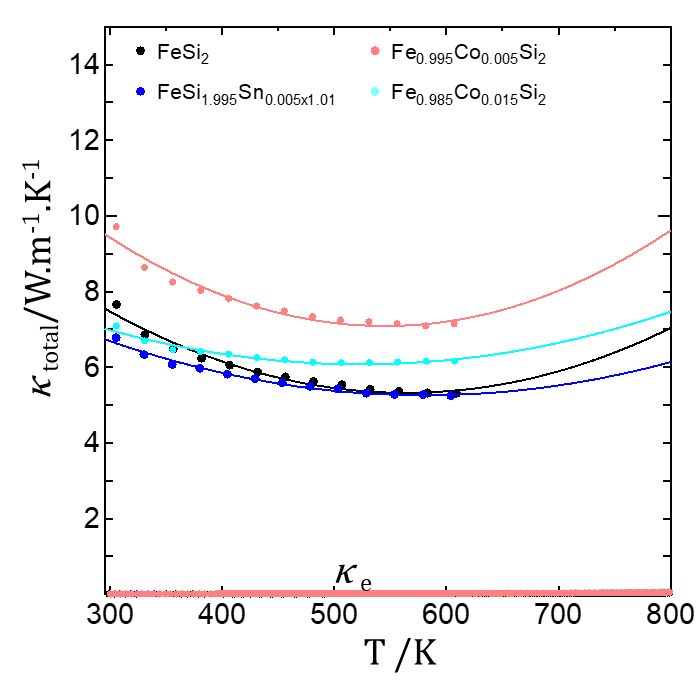 FeSi₂
Fe₀.₉₉₅Co₀.₀₀₅Si₂
FeSi₁.₉₉₅Sn₀.₀₀₅ₓ₁.₀₁
Fe₀.₉₈₅Co₀.₀₁₅Si₂
14
12
10
8
6
4
2
κtotal/W.m⁻¹.K⁻¹
κe
300
400
500
600
700
800
T /K